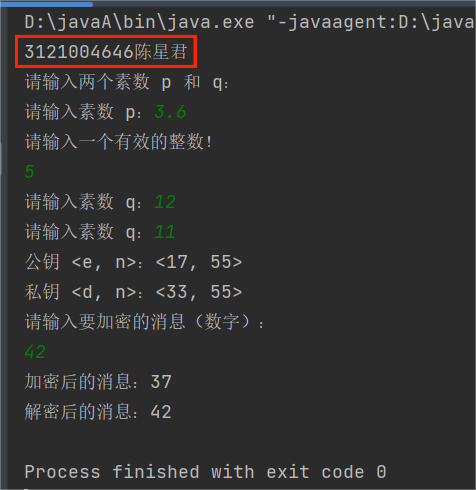 D:\javaA\bin\java.exe "-javaagent:D:\java
3121004646陈星君
请输入两个素数 p 和 q:
请输入素数 p: 3.6
请输入一个有效的整数!
5
请输入素数 q: 12
请输入素数 q: 11
公钥 <e, n>: <17, 55>
私钥 <d, n>: <33, 55>
请输入要加密的消息（数字）:
42
加密后的消息: 37
解密后的消息: 42
Process finished with exit code 0